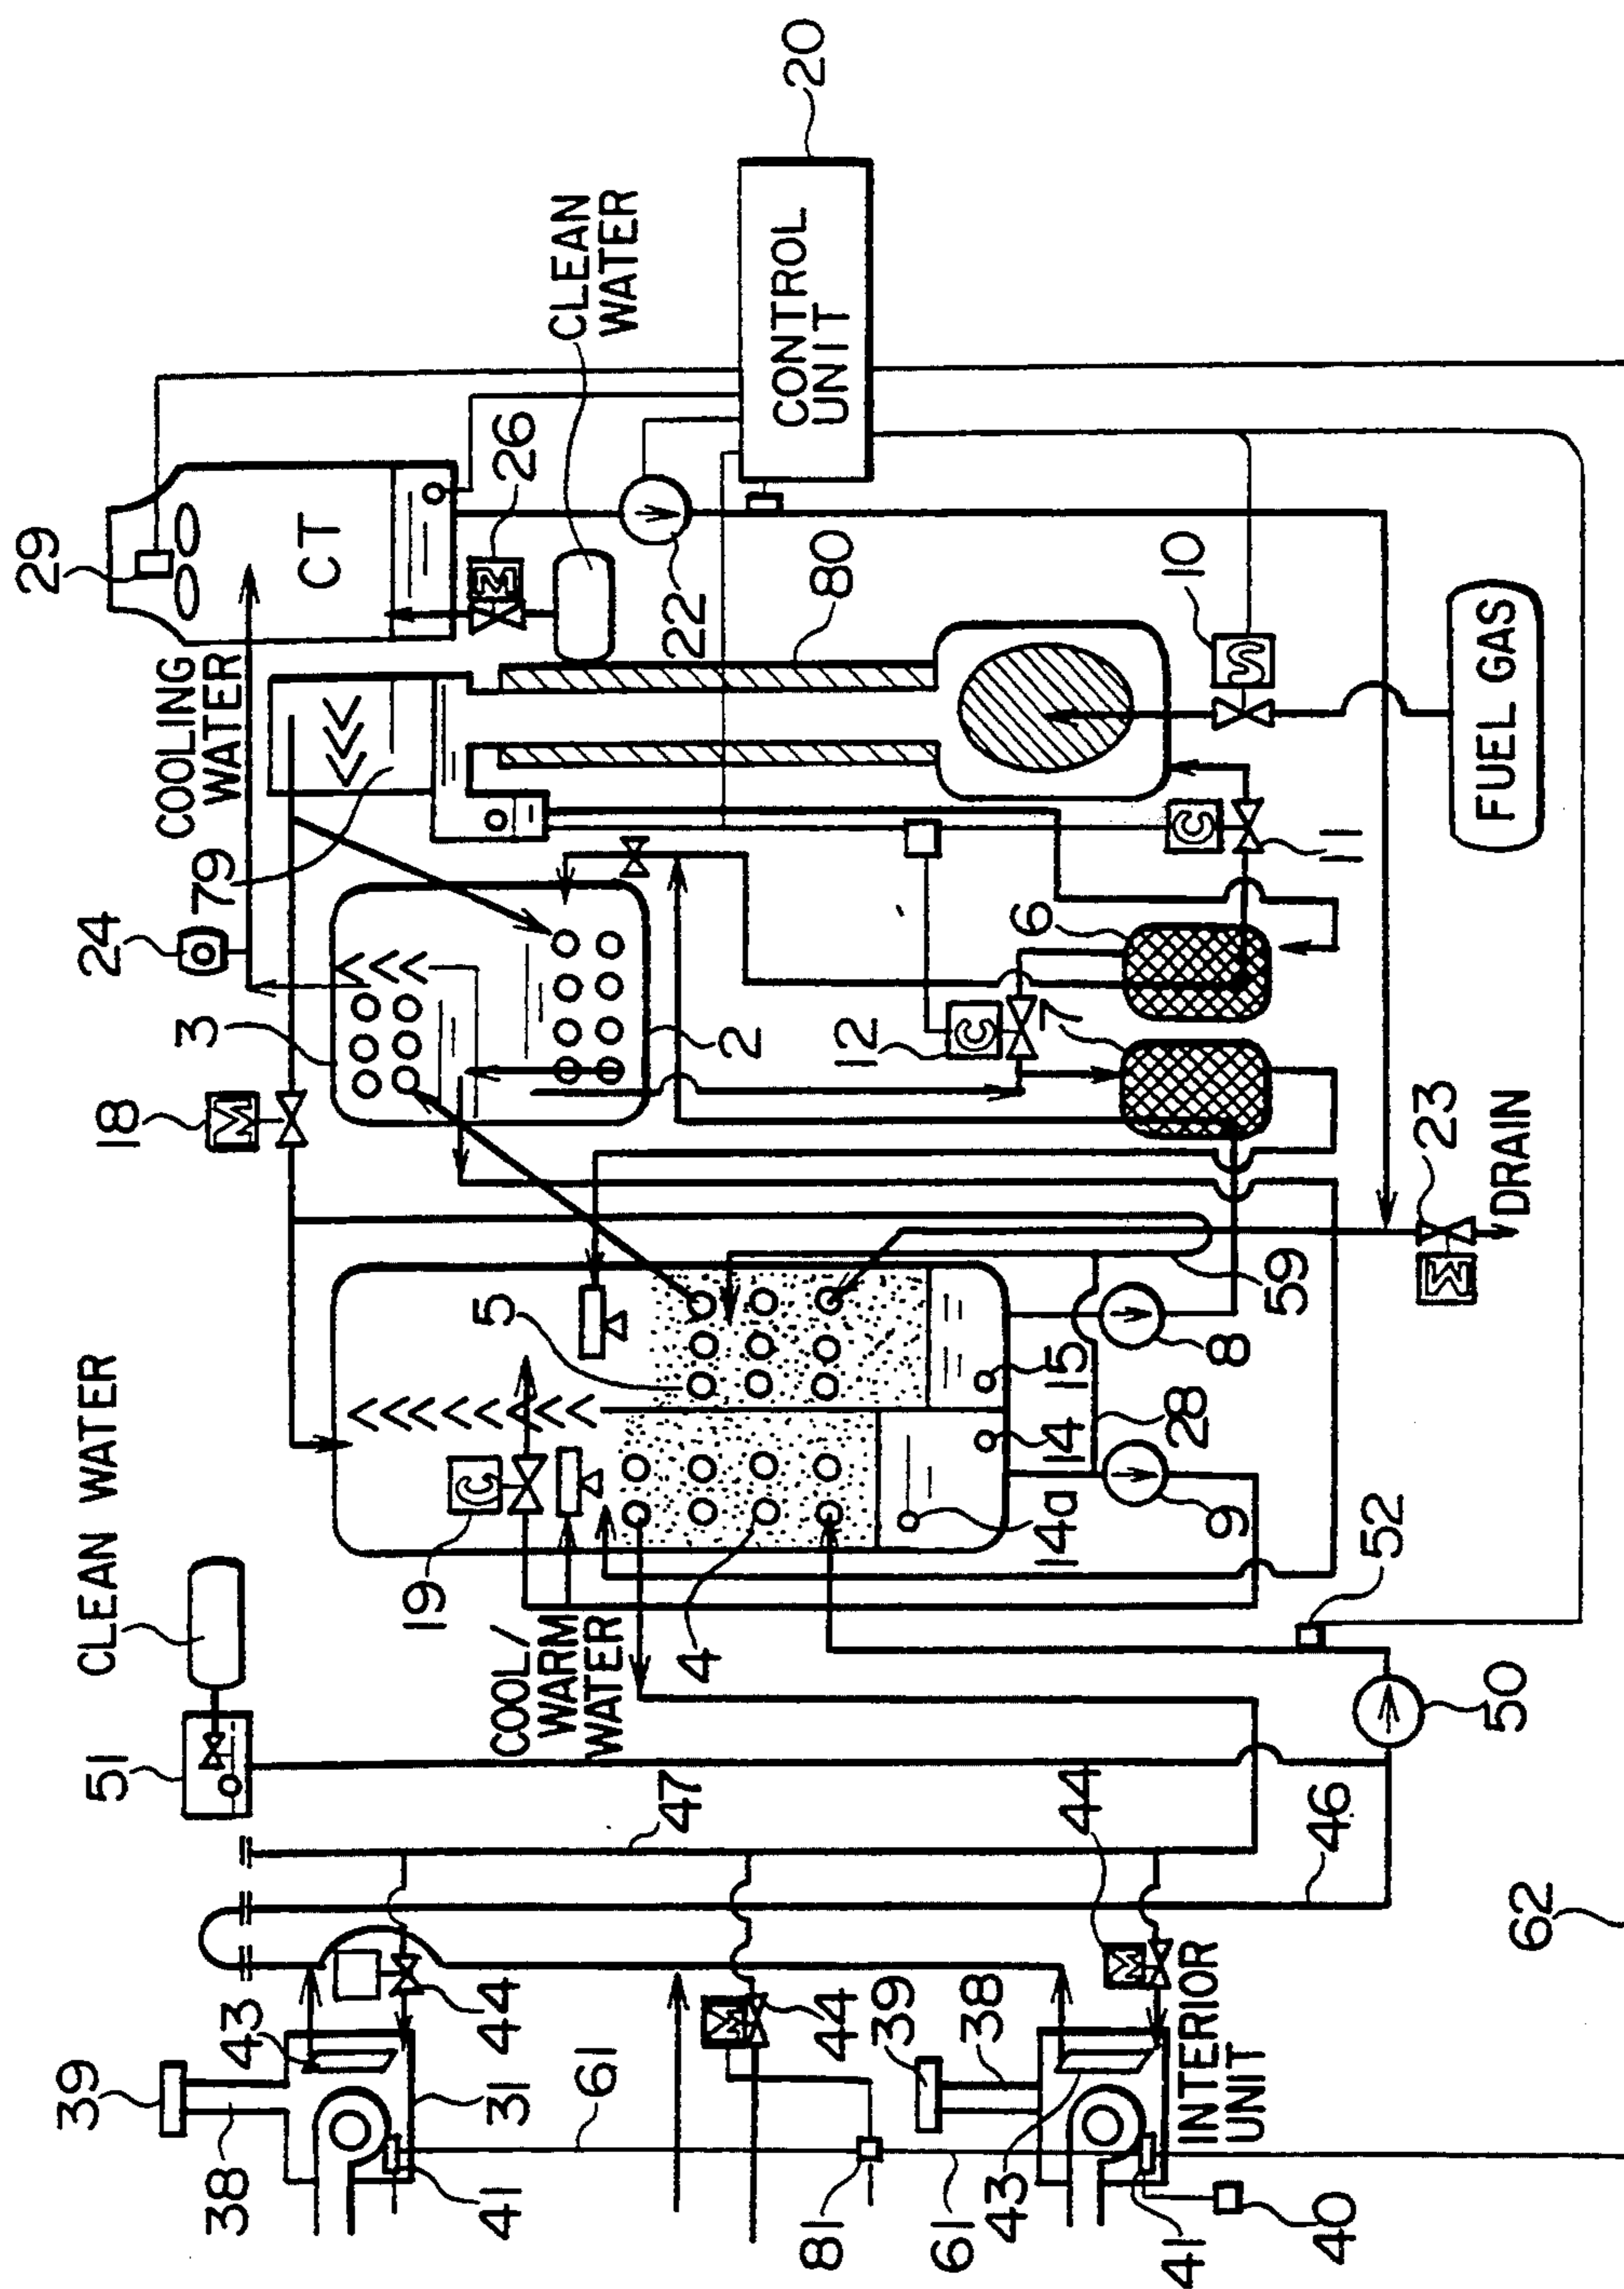 29
39
51
CLEAN WATER
18
24
38
43
3
79
COOLING
WATER
CT
41
44
31
19
5
26
61
COOL/
WARM
WATER
CLEAN
WATER
47
4
2
22
81
44
39
12
80
CONTROL
UNIT
20
61
43
38
14a
14
15
7
6
44
41
INTERIOR
UNIT
28
10
9
8
40
46
59
11
52
23
50
DRAIN
FUEL GAS
62